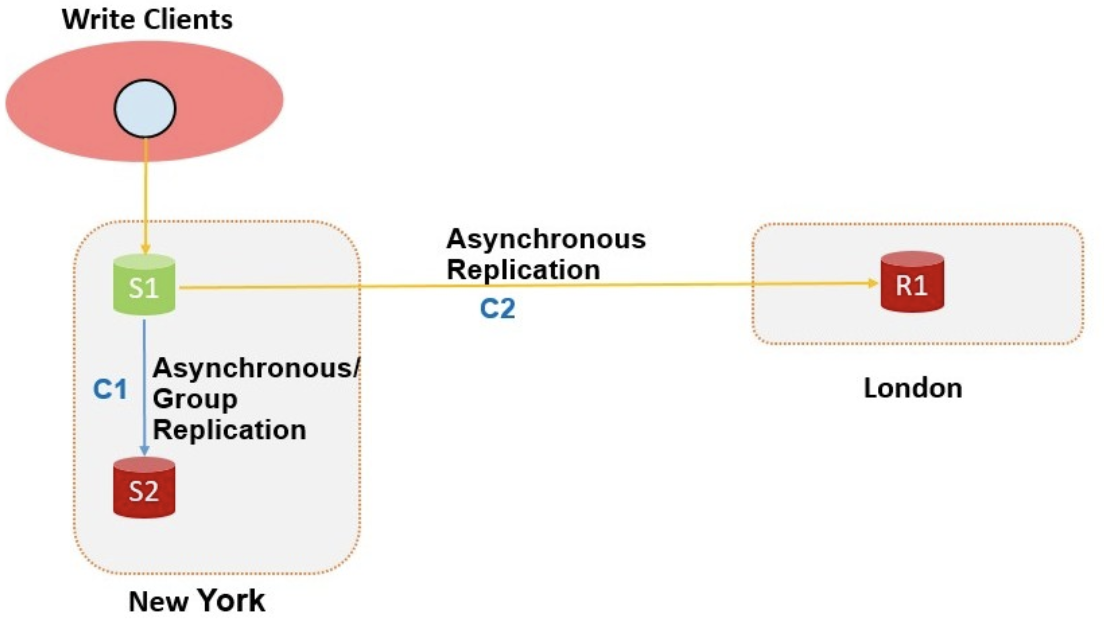 Write Clients
S1
Asynchronous
Replication
C2
R1
C1
Asynchronous/
Group
Replication
London
S2
New York